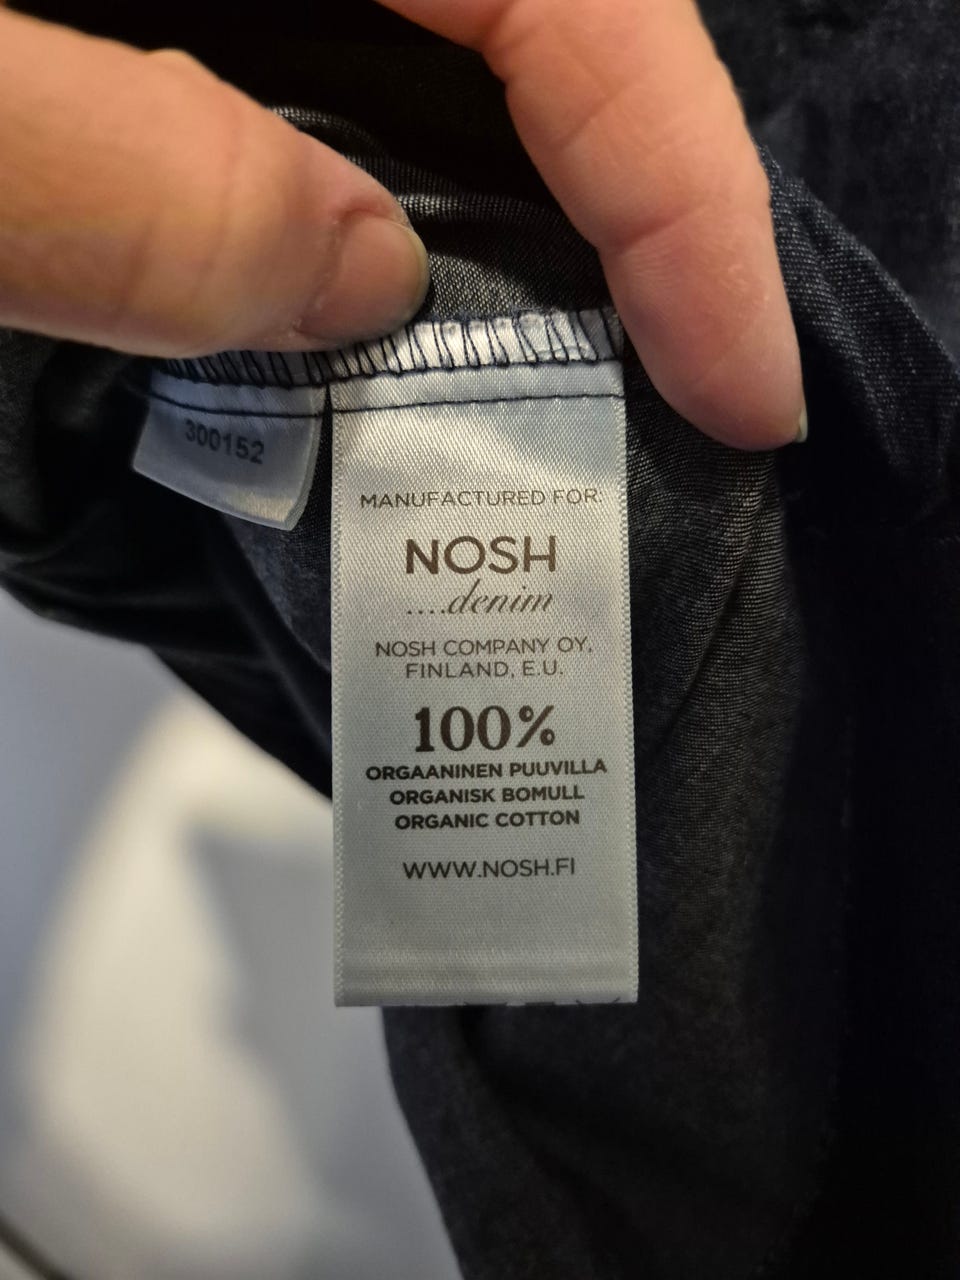 300152
MANUFACTURED FOR:
NOSH
....denim
NOSH COMPANY OY,
FINLAND, E.U.
100%
ORGAANINEN PUUVILLA
ORGANISK BOMULL
ORGANIC COTTON
WWW.NOSH.FI